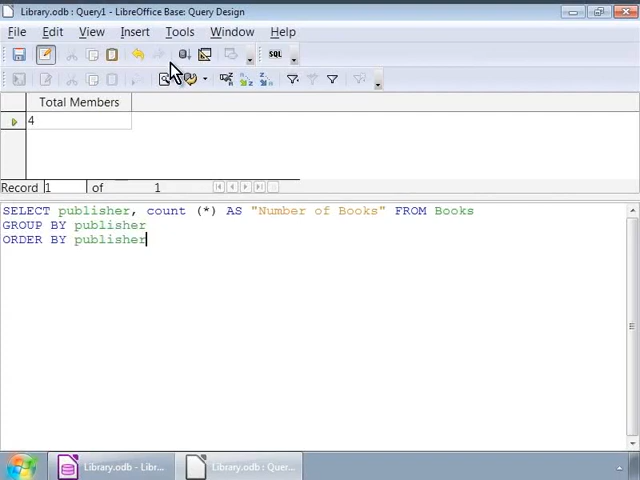 Library.odb : Query1 - LibreOffice Base: Query Design
File Edit View Insert Tools Window Help
SQL
Total Members
4
Record 1 of 1
SELECT publisher, count (*) AS "Number of Books" FROM Books
GROUP BY publisher
ORDER BY publisher
Library.odb - Libr... Library.odb : Quer...